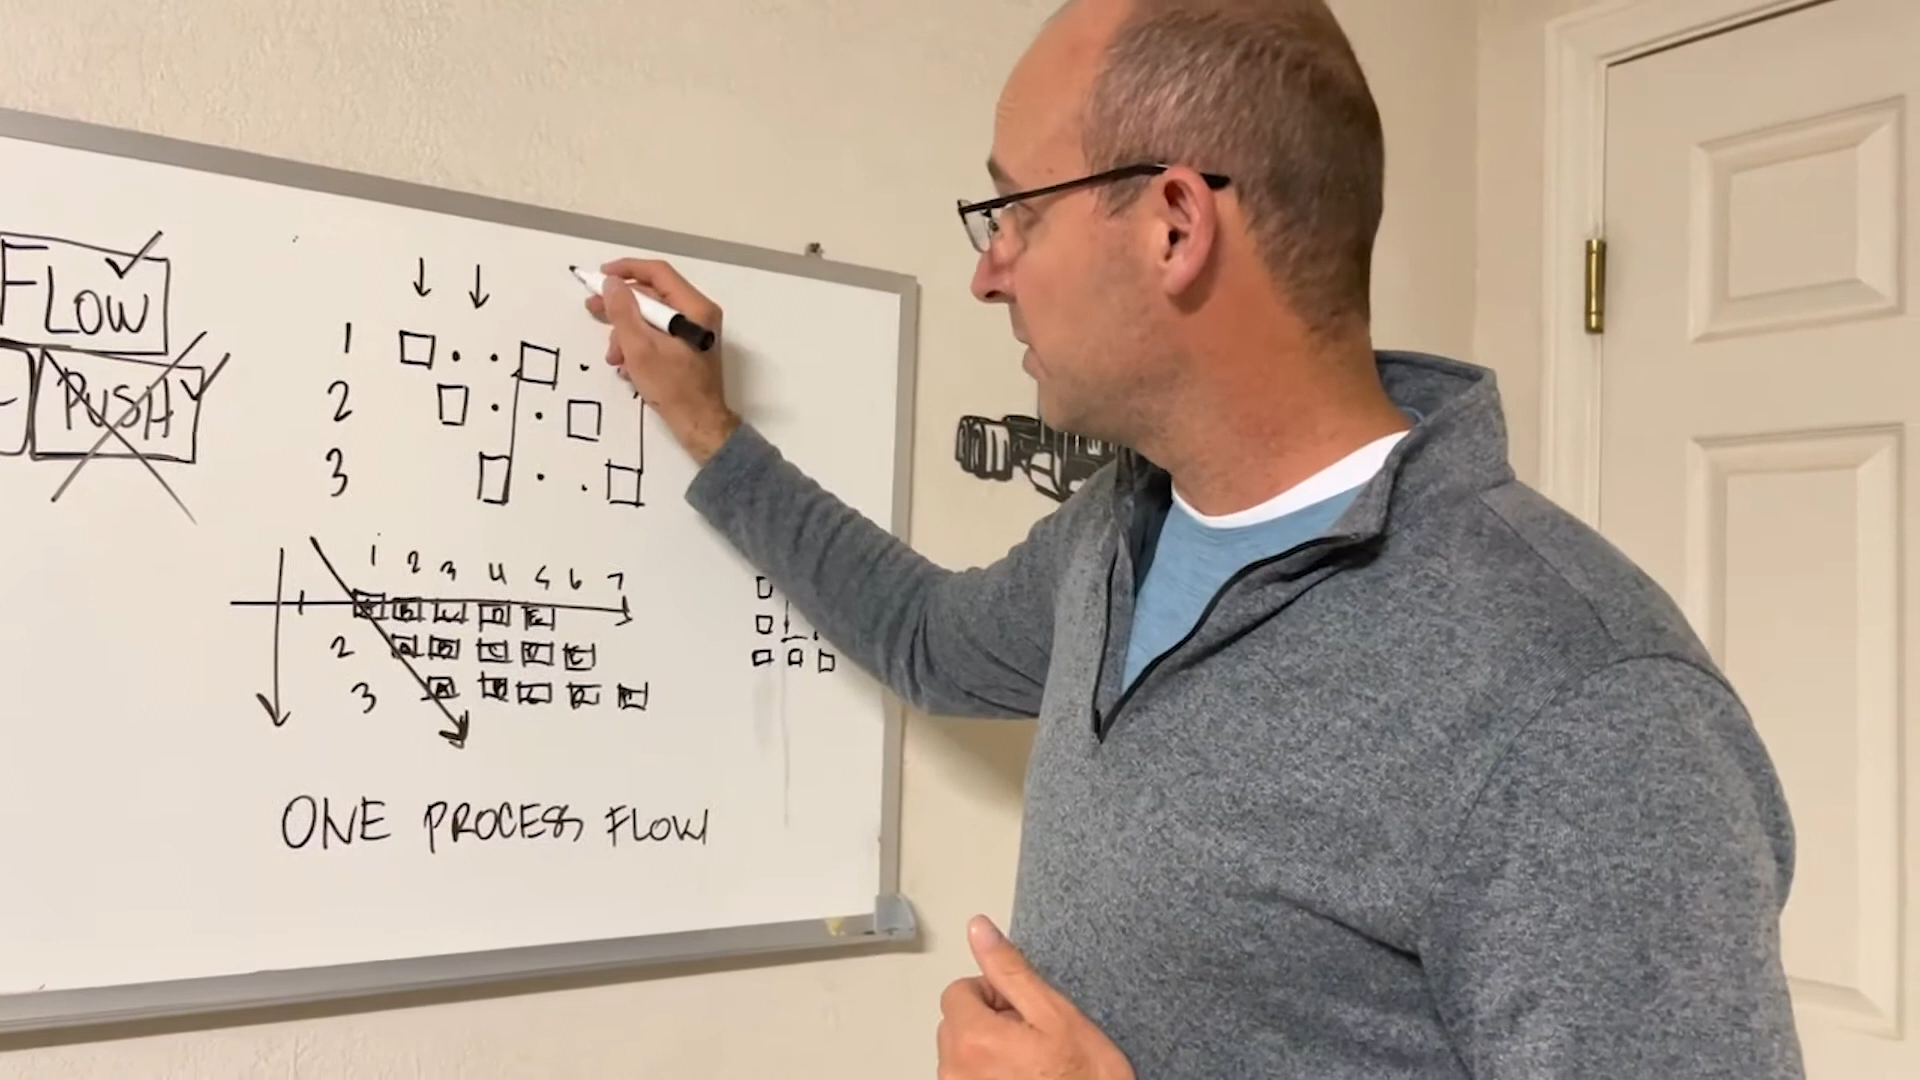 FLOW
PUSH
1
2
3
1 2 3 4 5 6 7
A B C D E
2 A B C D E
3 A B C D E
ONE PROCESS FLOW